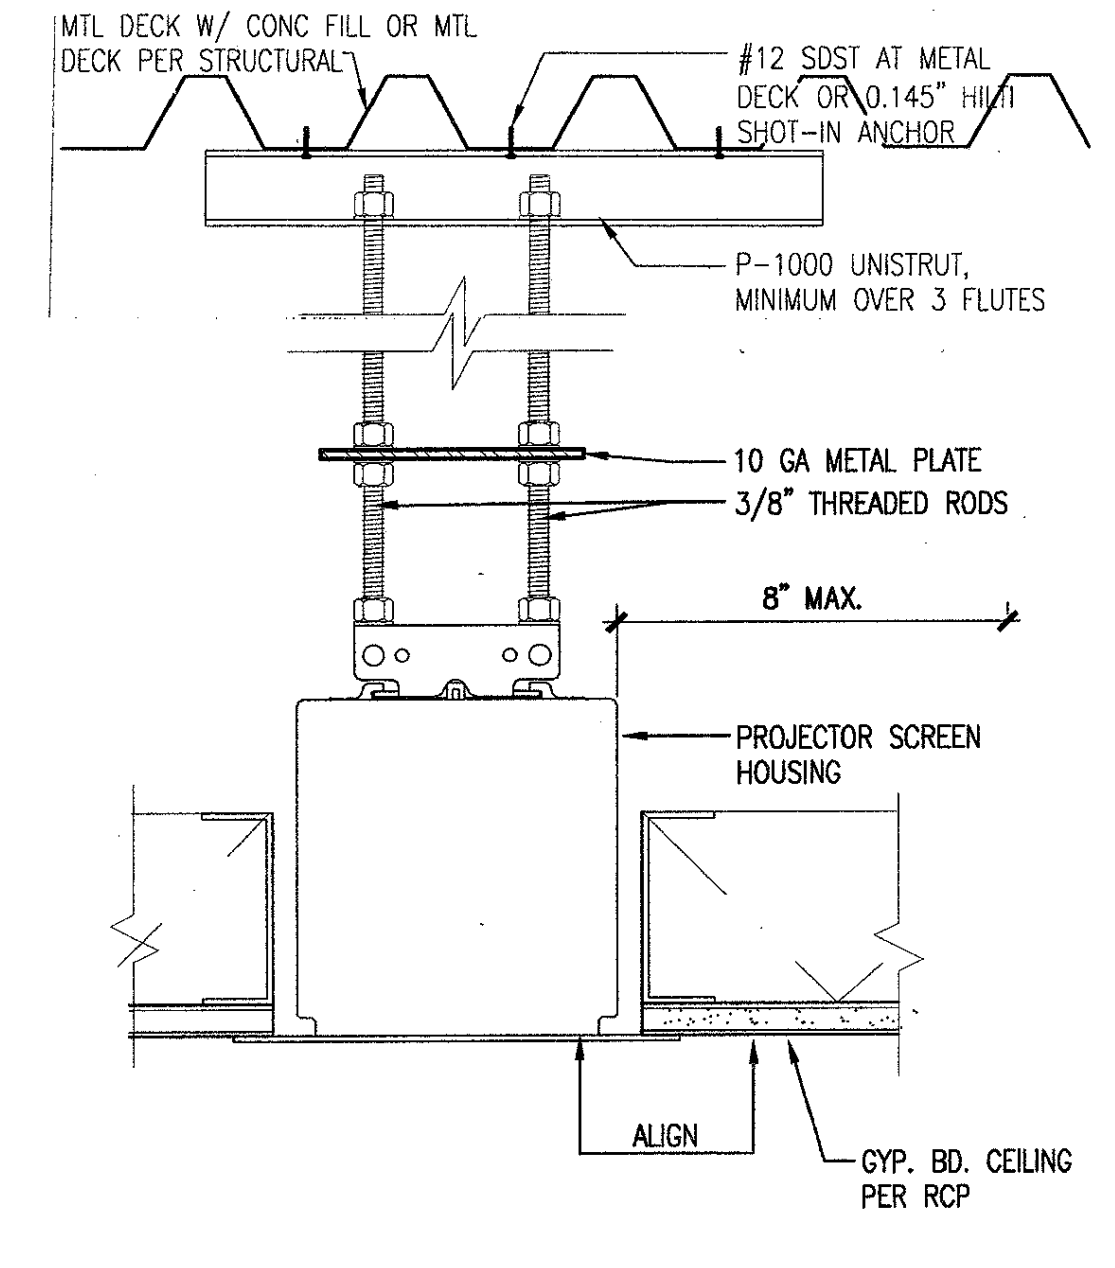 MTL DECK W/ CONC FILL OR MTL
DECK PER STRUCTURAL
#12 SDST AT METAL
DECK OR 0.145" HILTI
SHOT-IN ANCHOR
P-1000 UNISTRUT,
MINIMUM OVER 3 FLUTES
10 GA METAL PLATE
3/8" THREADED RODS
8" MAX.
PROJECTOR SCREEN
HOUSING
ALIGN
GYP. BD. CEILING
PER RCP